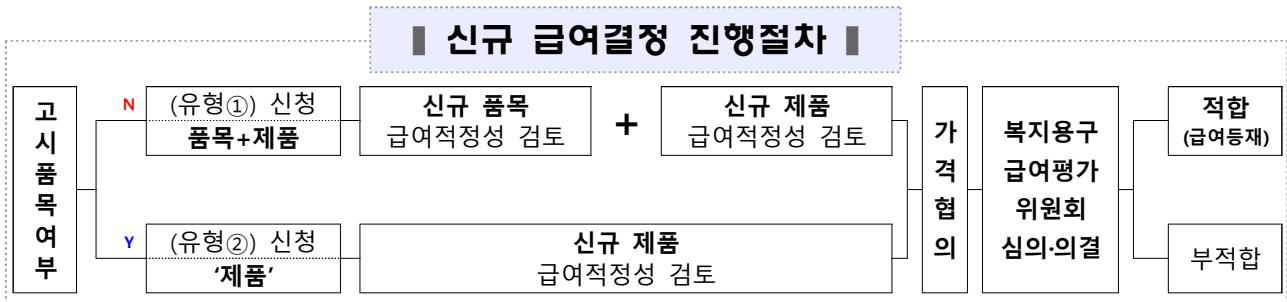 신규 급여결정 진행절차
고시품목여부
N
(유형①) 신청
품목+제품
신규 품목
급여적정성 검토
+
신규 제품
급여적정성 검토
Y
(유형②) 신청
‘제품’
신규 제품
급여적정성 검토
가격협의
복지용구
급여평가
위원회
심의·의결
적합
(급여등재)
부적합